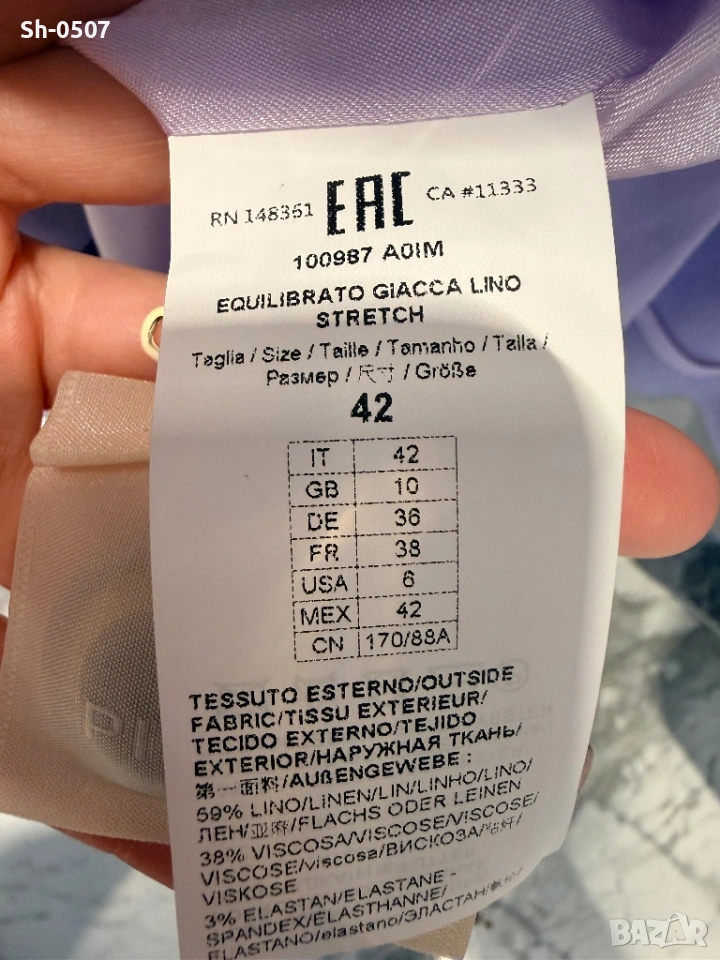 Sh-0507
RN 148361 EAC CA #11333
100987 A0IM
EQUILIBRATO GIACCA LINO
STRETCH
Taglia / Size / Taille / Tamanho / Talla /
Размер / 尺寸 / Größe
42
IT 42
GB 10
DE 36
FR 38
USA 6
MEX 42
CN 170/88A
TESSUTO ESTERNO/OUTSIDE
FABRIC/TISSU EXTERIEUR/
TECIDO EXTERNO/TEJIDO
EXTERIOR/НАРУЖНАЯ ТКАНЬ/
第一面料/AUßENGEWEBE :
59% LINO/LINEN/LIN/LINHO/LINO/
ЛЕН/亚麻/FLACHS ODER LEINEN
38% VISCOSA/VISCOSE/VISCOSE/
VISCOSE/viscosa/ВИСКОЗА/
VISKOSE
3% ELASTAN/ELASTANE -
SPANDEX/ÉLASTHANNE/
ELASTANO/elastano/ЭЛАСТАН/
PI
BAZAR